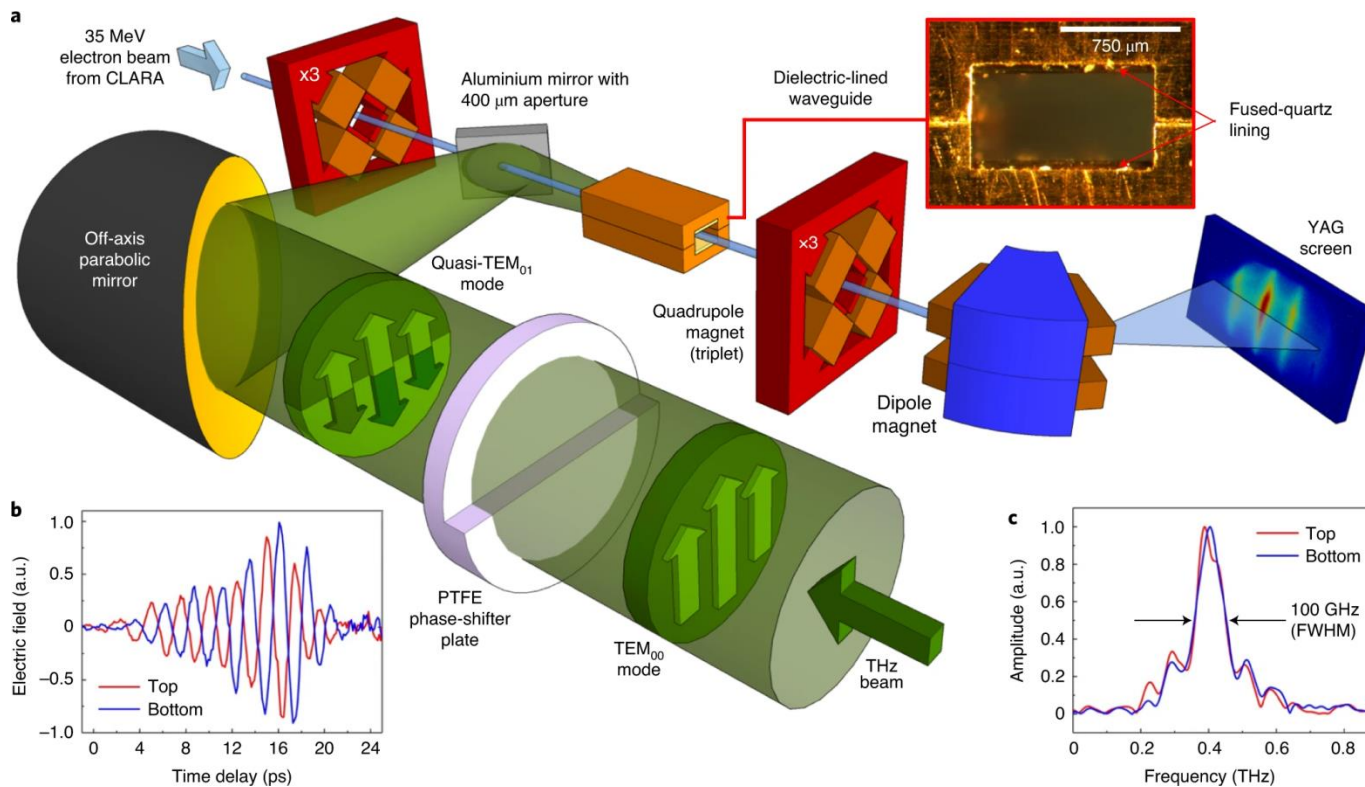 a
35 MeV
electron beam
from CLARA
x3
Aluminium mirror with
400 μm aperture
Dielectric-lined
waveguide
750 μm
Fused-quartz
lining
Off-axis
parabolic
mirror
Quasi-TEM01
mode
×3
Quadrupole
magnet
(triplet)
YAG
screen
Dipole
magnet
PTFE
phase-shifter
plate
TEM00
mode
THz
beam
b
1.0
0.5
0
–0.5
–1.0
Electric field (a.u.)
Top
Bottom
0
4
8
12
16
20
24
Time delay (ps)
c
1.0
0.8
0.6
0.4
0.2
0
Amplitude (a.u.)
Top
Bottom
100 GHz
(FWHM)
0
0.2
0.4
0.6
0.8
Frequency (THz)